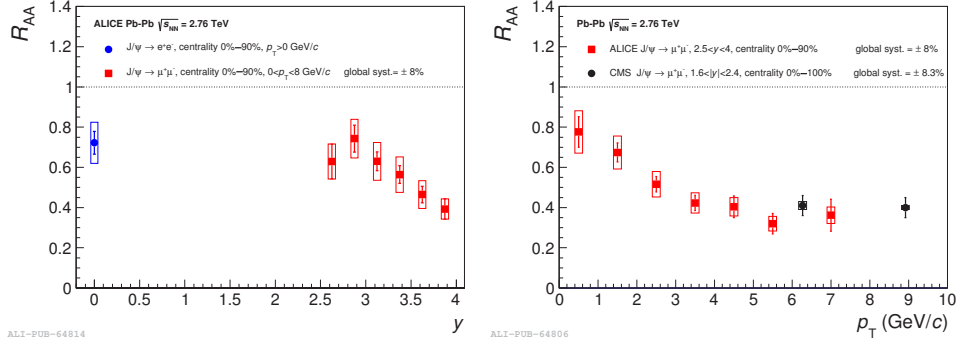 ALICE Pb-Pb √s_NN = 2.76 TeV
J/ψ → e⁺e⁻, centrality 0%–90%, p_T>0 GeV/c
J/ψ → μ⁺μ⁻, centrality 0%–90%, 0<p_T<8 GeV/c global syst.= ± 8%
R_AA
1.4
1.2
1
0.8
0.6
0.4
0.2
0
0 0.5 1 1.5 2 2.5 3 3.5 4
y
ALI-PUB-64814
Pb-Pb √s_NN = 2.76 TeV
ALICE J/ψ → μ⁺μ⁻, 2.5<y<4, centrality 0%–90% global syst.= ± 8%
CMS J/ψ → μ⁺μ⁻, 1.6<|y|<2.4, centrality 0%–100% global syst.= ± 8.3%
R_AA
1.4
1.2
1
0.8
0.6
0.4
0.2
0
0 1 2 3 4 5 6 7 8 9 10
p_T (GeV/c)
ALI-PUB-64806